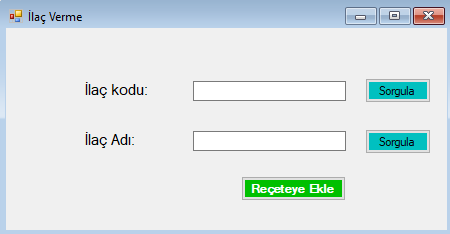 İlaç Verme
İlaç kodu:
Sorgula
İlaç Adı:
Sorgula
Reçeteye Ekle